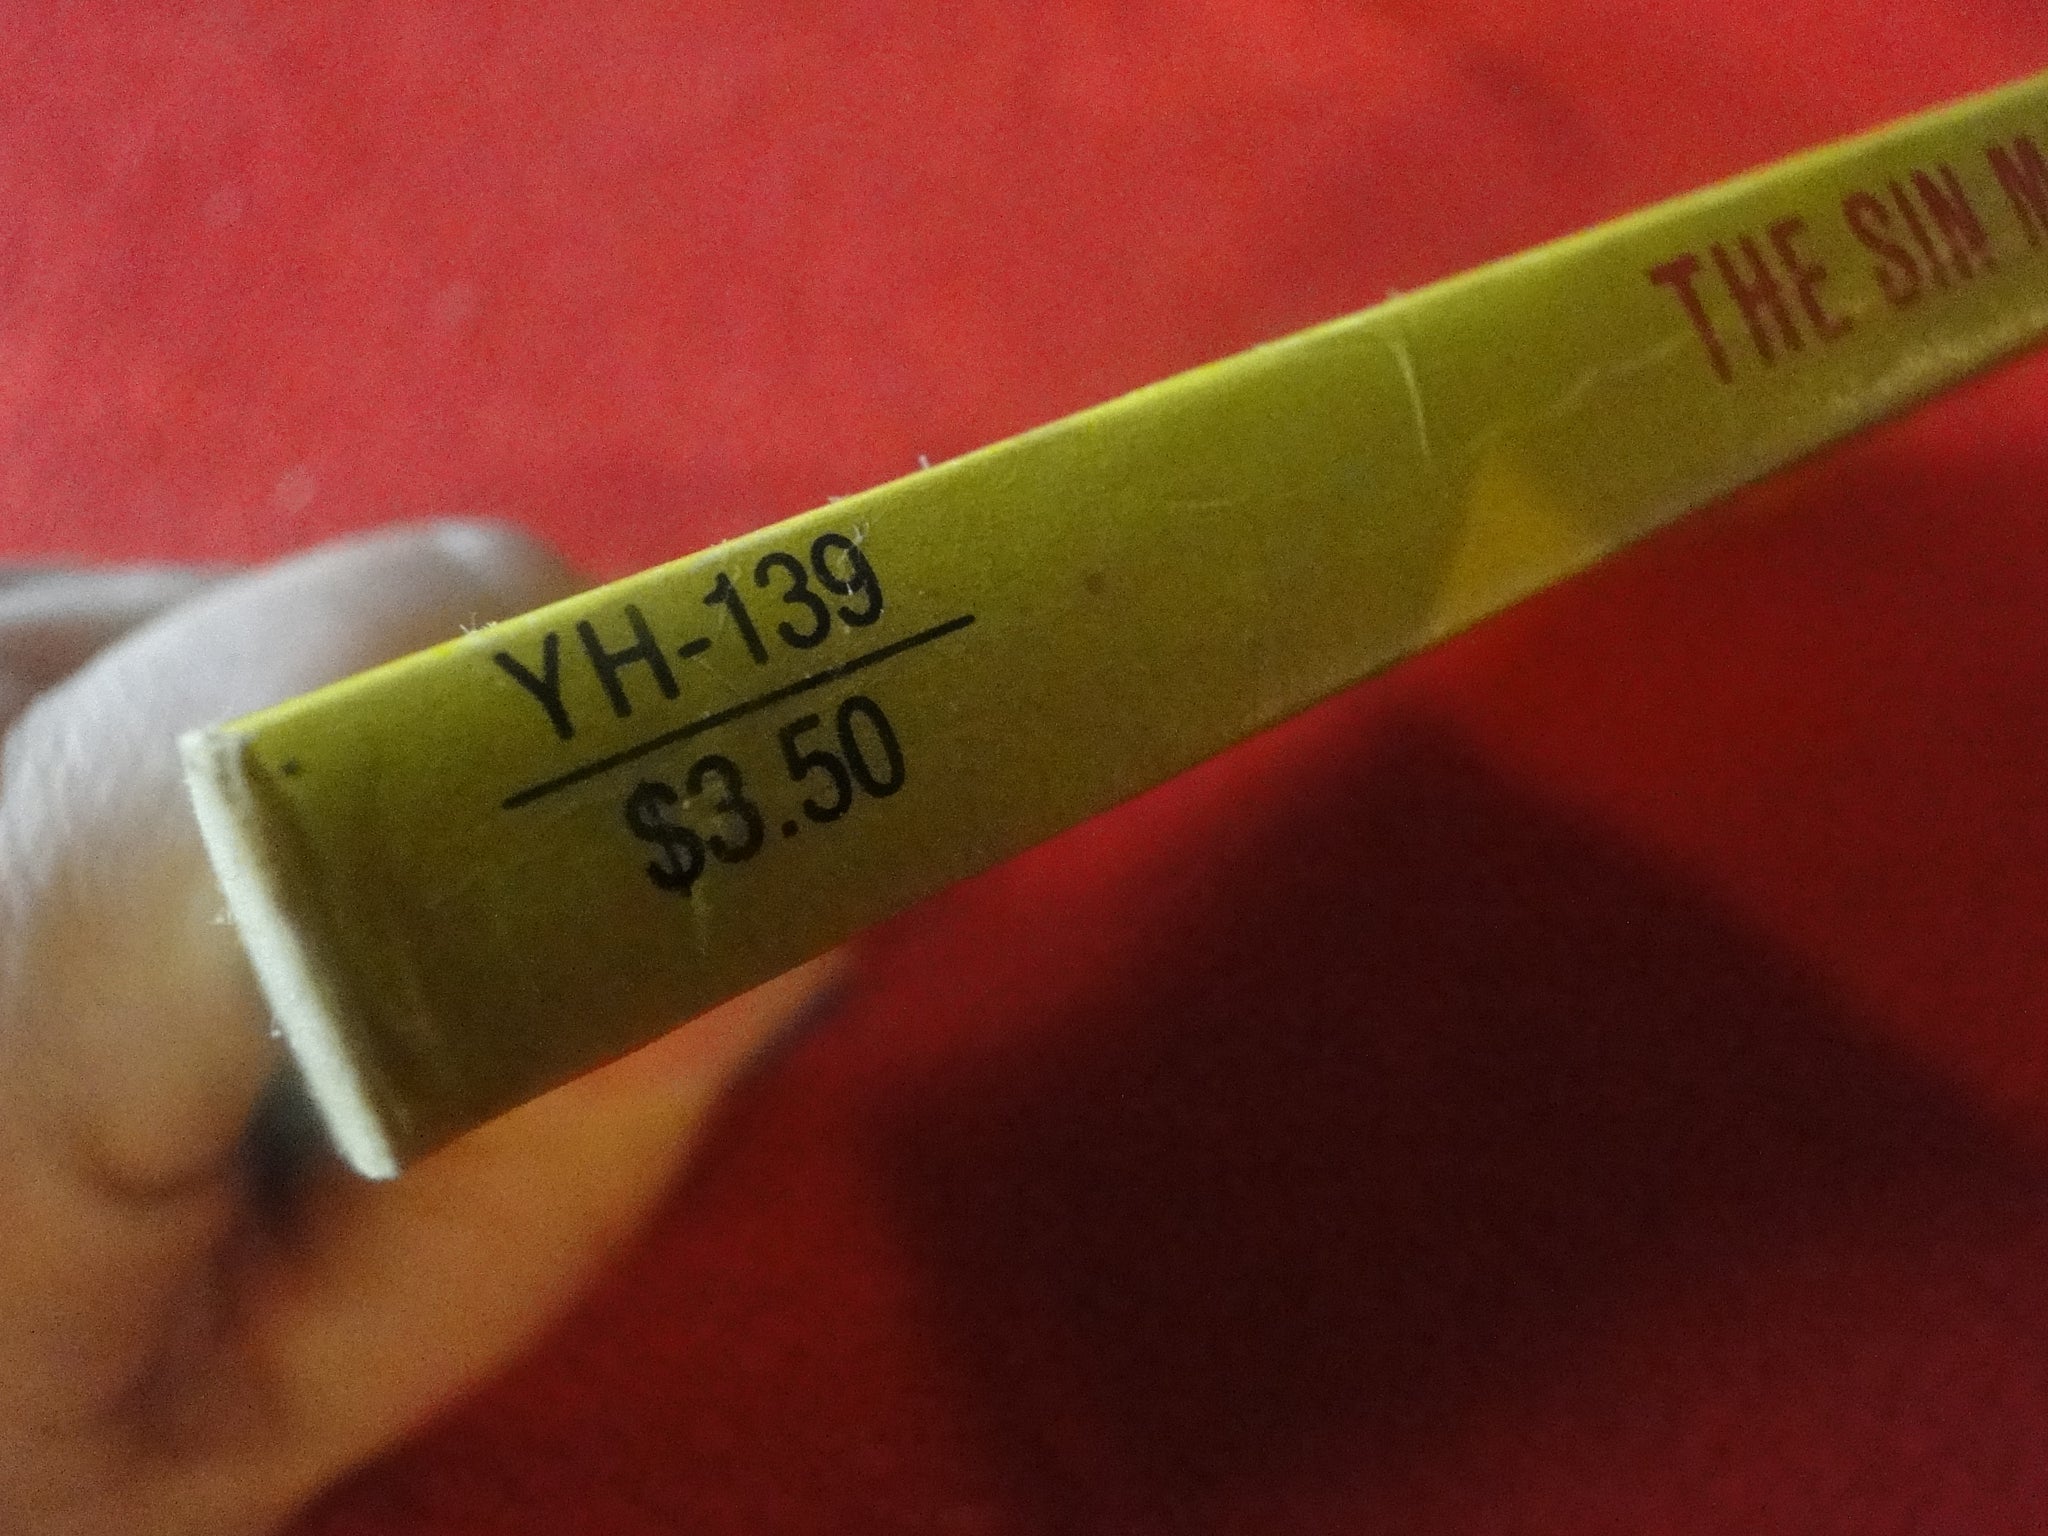 YH-139
$3.50
THE SIN